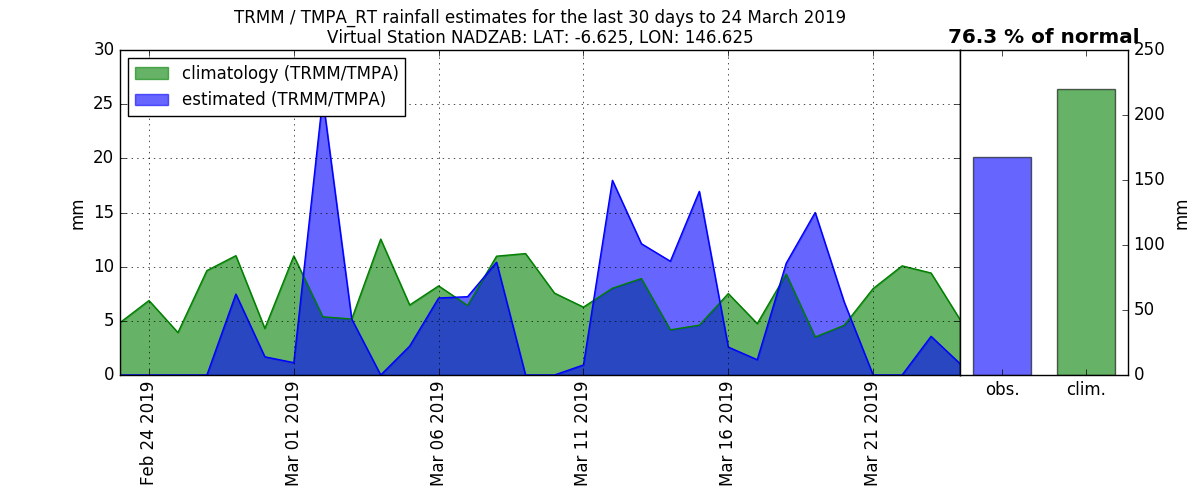 TRMM / TMPA_RT rainfall estimates for the last 30 days to 24 March 2019
Virtual Station NADZAB: LAT: -6.625, LON: 146.625
76.3 % of normal
climatology (TRMM/TMPA)
estimated (TRMM/TMPA)
30
25
20
15
10
5
0
mm
Feb 24 2019
Mar 01 2019
Mar 06 2019
Mar 11 2019
Mar 16 2019
Mar 21 2019
250
200
150
100
50
0
mm
obs.
clim.